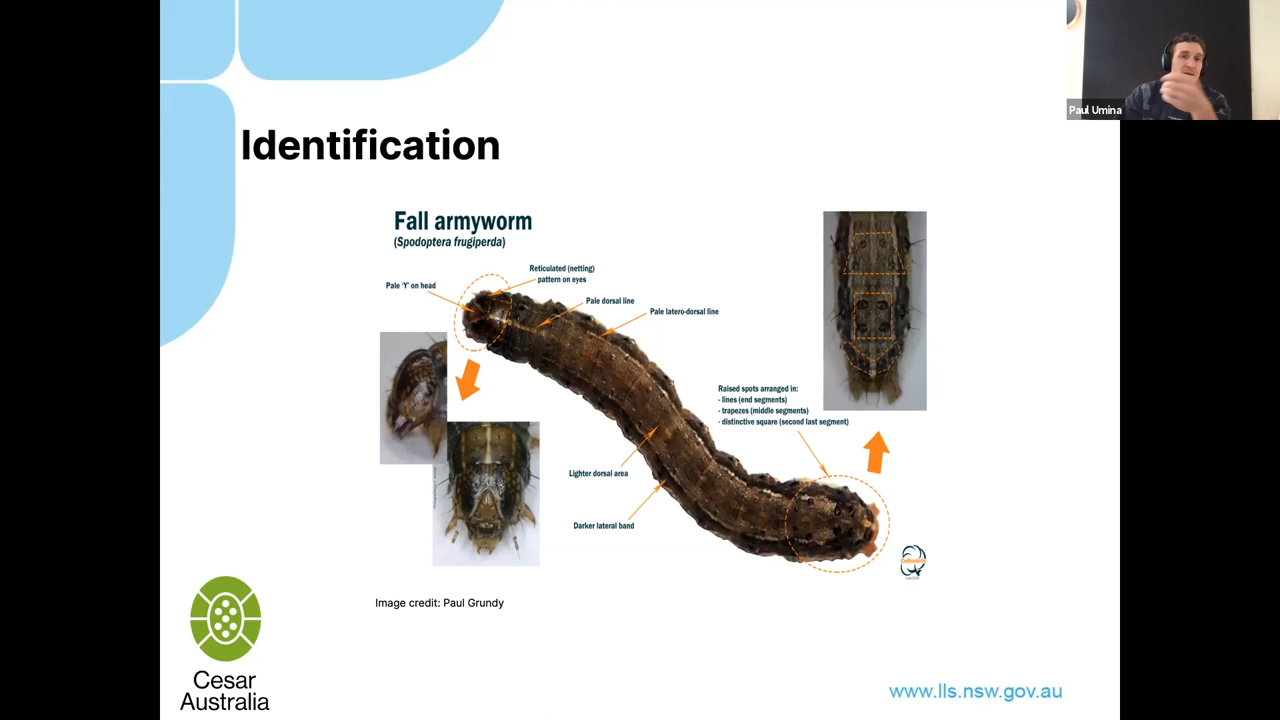 Paul Umina
Identification
Fall armyworm
(Spodoptera frugiperda)
Reticulated (netting)
pattern on eyes
Pale 'Y' on head
Pale dorsal line
Pale latero-dorsal line
Raised spots arranged in:
- lines (end segments)
- trapezes (middle segments)
- distinctive square (second last segment)
Lighter dorsal area
Darker lateral band
Image credit: Paul Grundy
Cesar
Australia
www.lls.nsw.gov.au